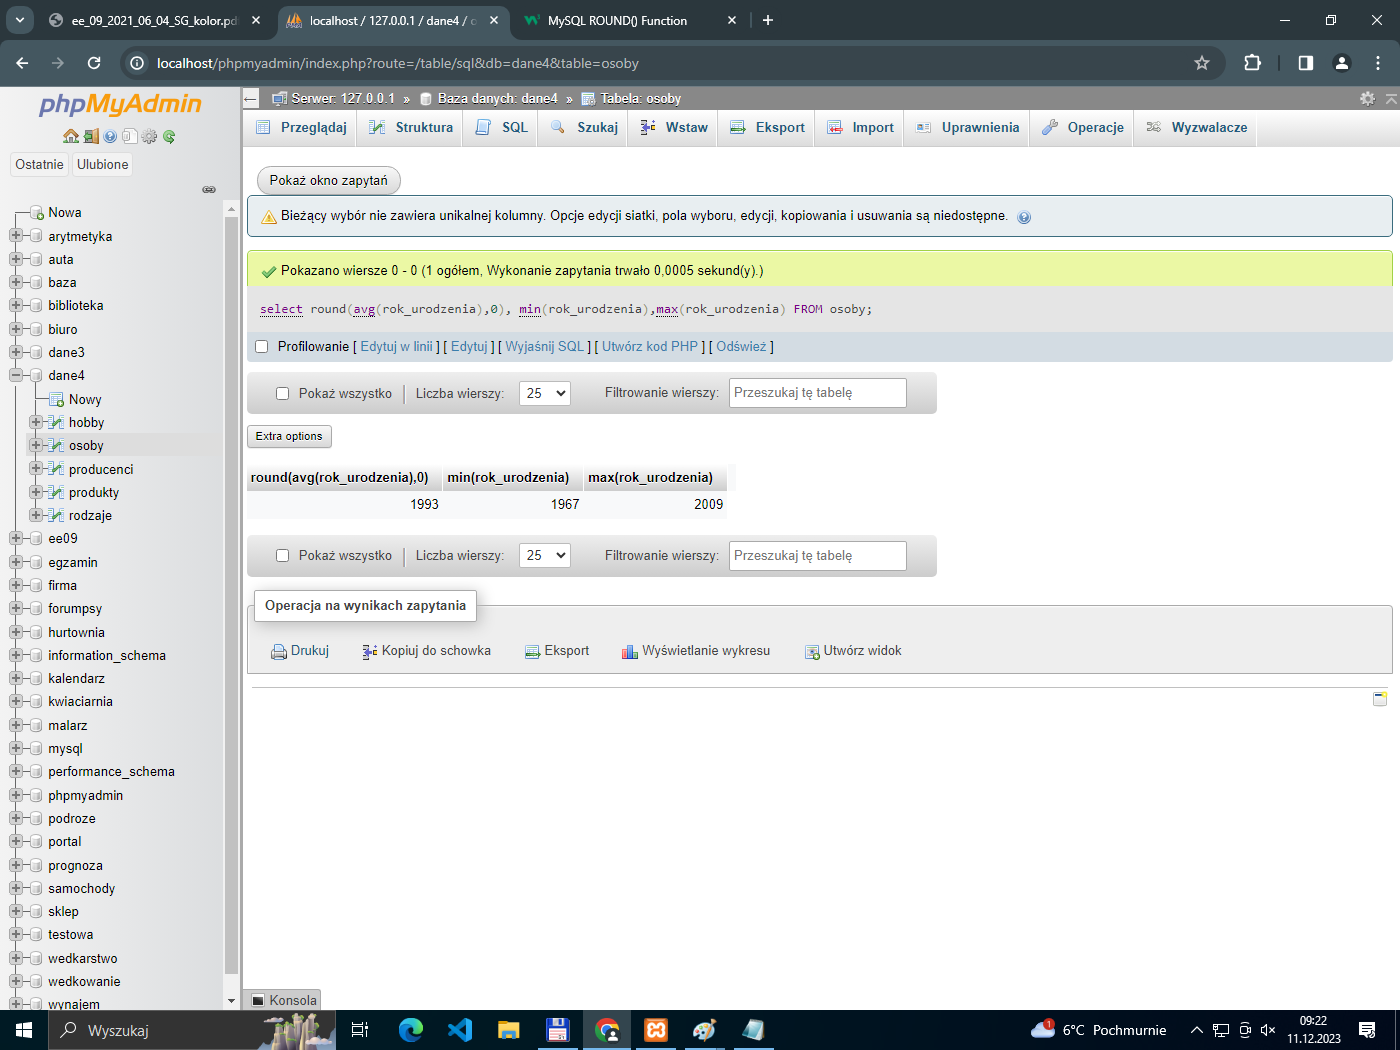 ee_09_2021_06_04_SG_kolor.pd
localhost / 127.0.0.1 / dane4 / o
MySQL ROUND() Function
localhost/phpmyadmin/index.php?route=/table/sql&db=dane4&table=osoby
phpMyAdmin
Ostatnie
Ulubione
Nowa
arytmetyka
auta
baza
biblioteka
biuro
dane3
dane4
Nowy
hobby
osoby
producenci
produkty
rodzaje
ee09
egzamin
firma
forumpsy
hurtownia
information_schema
kalendarz
kwiaciarnia
malarz
mysql
performance_schema
phpmyadmin
podroze
portal
prognoza
samochody
sklep
testowa
wedkarstwo
wedkowanie
wynajem
Serwer: 127.0.0.1 » Baza danych: dane4 » Tabela: osoby
Przeglądaj Struktura SQL Szukaj Wstaw Eksport Import Uprawnienia Operacje Wyzwalacze
Pokaż okno zapytań
Bieżący wybór nie zawiera unikalnej kolumny. Opcje edycji siatki, pola wyboru, edycji, kopiowania i usuwania są niedostępne.
Pokazano wiersze 0 - 0 (1 ogółem, Wykonanie zapytania trwało 0,0005 sekund(y).)
select round(avg(rok_urodzenia),0), min(rok_urodzenia),max(rok_urodzenia) FROM osoby;
Profilowanie [ Edytuj w linii ] [ Edytuj ] [ Wyjaśnij SQL ] [ Utwórz kod PHP ] [ Odśwież ]
Pokaż wszystko | Liczba wierszy: 25 Filtrowanie wierszy: Przeszukaj tę tabelę
Extra options
round(avg(rok_urodzenia),0) min(rok_urodzenia) max(rok_urodzenia)
1993 1967 2009
Pokaż wszystko | Liczba wierszy: 25 Filtrowanie wierszy: Przeszukaj tę tabelę
Operacja na wynikach zapytania
Drukuj Kopiuj do schowka Eksport Wyświetlanie wykresu Utwórz widok
Konsola
Wyszukaj
1
6°C Pochmurnie
09:22
11.12.2023